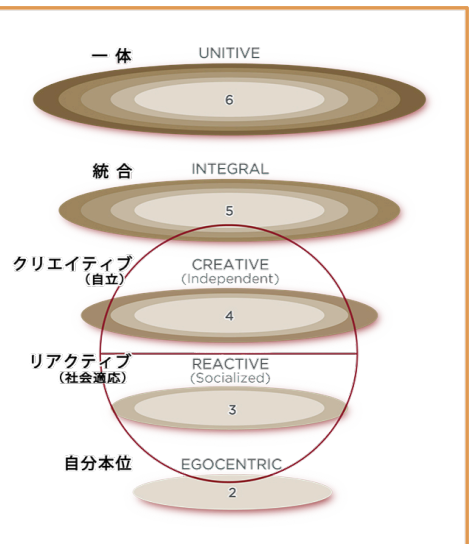 一 体
UNITIVE
6
統 合
INTEGRAL
5
クリエイティブ
(自立)
CREATIVE
(Independent)
4
リアクティブ
(社会適応)
REACTIVE
(Socialized)
3
自分本位
EGOCENTRIC
2